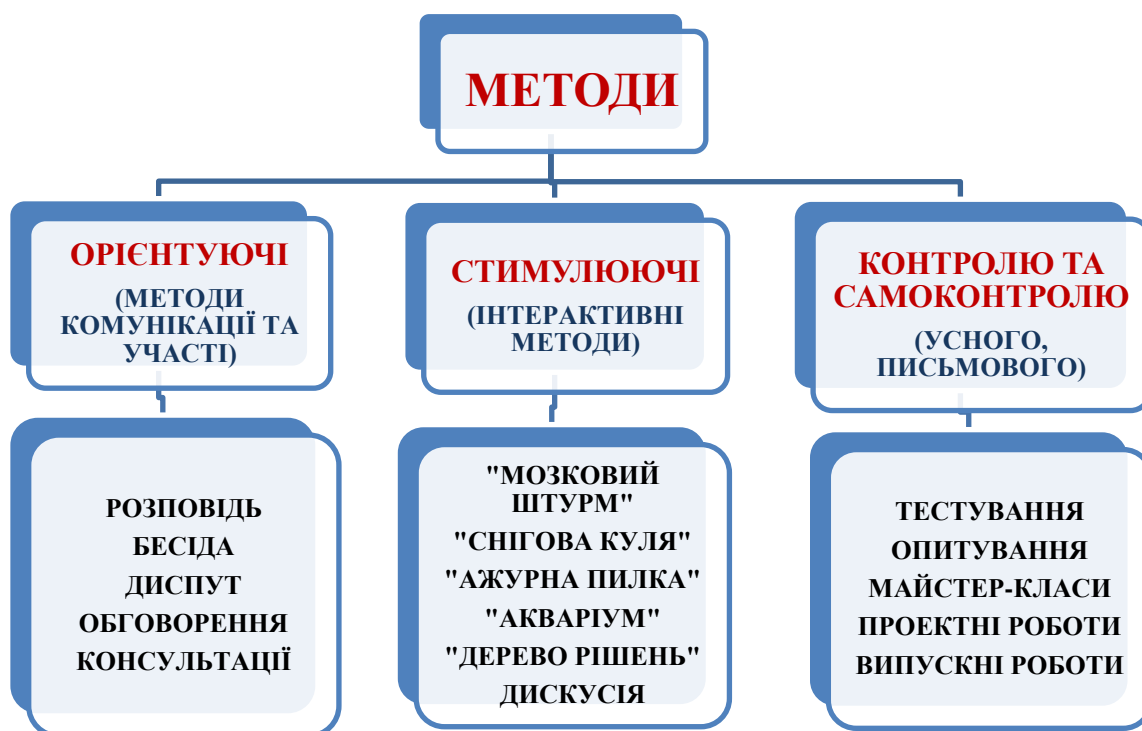 МЕТОДИ
ОРІЄНТУЮЧІ
(МЕТОДИ
КОМУНІКАЦІЇ ТА
УЧАСТІ)
СТИМУЛЮЮЧІ
(ІНТЕРАКТИВНІ
МЕТОДИ)
КОНТРОЛЮ ТА
САМОКОНТРОЛЮ
(УСНОГО,
ПИСЬМОВОГО)
РОЗПОВІДЬ
БЕСІДА
ДИСПУТ
ОБГОВОРЕННЯ
КОНСУЛЬТАЦІЇ
"МОЗКОВИЙ
ШТУРМ"
"СНІГОВА КУЛЯ"
"АЖУРНА ПИЛКА"
"АКВАРІУМ"
"ДЕРЕВО РІШЕНЬ"
ДИСКУСІЯ
ТЕСТУВАННЯ
ОПИТУВАННЯ
МАЙСТЕР-КЛАСИ
ПРОЕКТНІ РОБОТИ
ВИПУСКНІ РОБОТИ